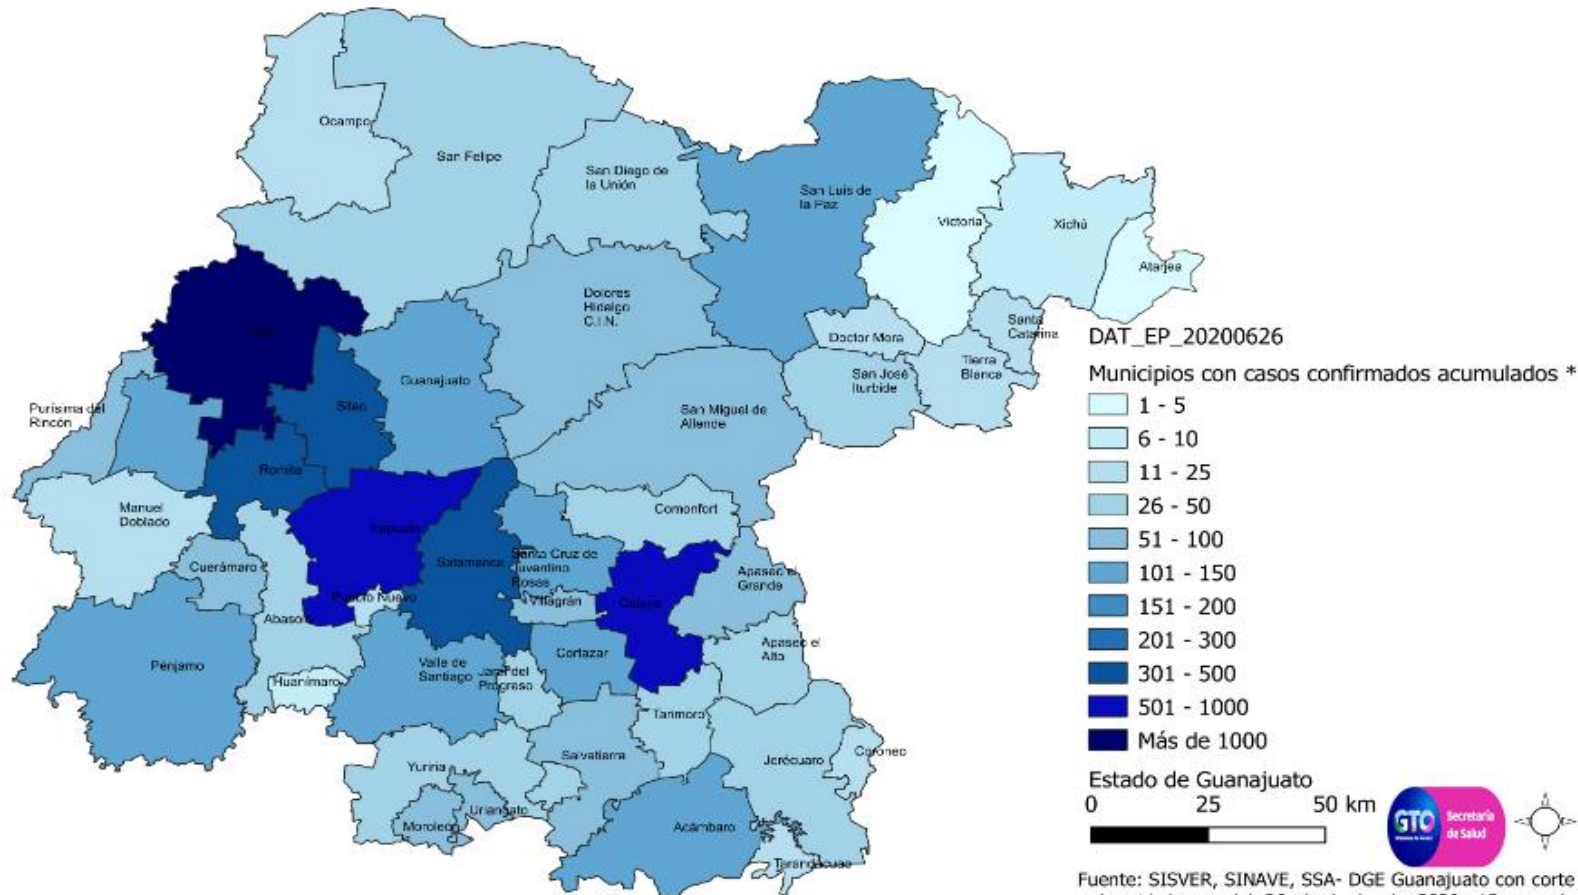 Ocampo
San Felipe
San Diego de
la Unión
San Luis de
la Paz
Victoria
Xichú
Atarjea
Dolores
Hidalgo
C.I.N.
Doctor Mora
Santa
Catarina
Tierra
Blanca
San José
Iturbide
Guanajuato
Silao
San Miguel de
Allende
Purísima del
Rincón
Romita
Manuel
Doblado
Irapuato
Comonfort
Cuerámaro
Salamanca
Santa Cruz de
Juventino
Rosas
Apaseo el
Grande
Pueblo Nuevo
Villagrán
Celaya
Abasolo
Apaseo el
Alto
Pénjamo
Valle de
Santiago
Jaral del
Progreso
Cortazar
Huanímaro
Tarimoro
Salvatierra
Jerécuaro
Coroneo
Yuriria
Uriangato
Moroleón
Acámbaro
Tarandacuao
DAT_EP_20200626
Municipios con casos confirmados acumulados *
1 - 5
6 - 10
11 - 25
26 - 50
51 - 100
101 - 150
151 - 200
201 - 300
301 - 500
501 - 1000
Más de 1000
Estado de Guanajuato
0 25 50 km
GTO
Secretaría
de Salud
Fuente: SISVER, SINAVE, SSA- DGE Guanajuato con corte